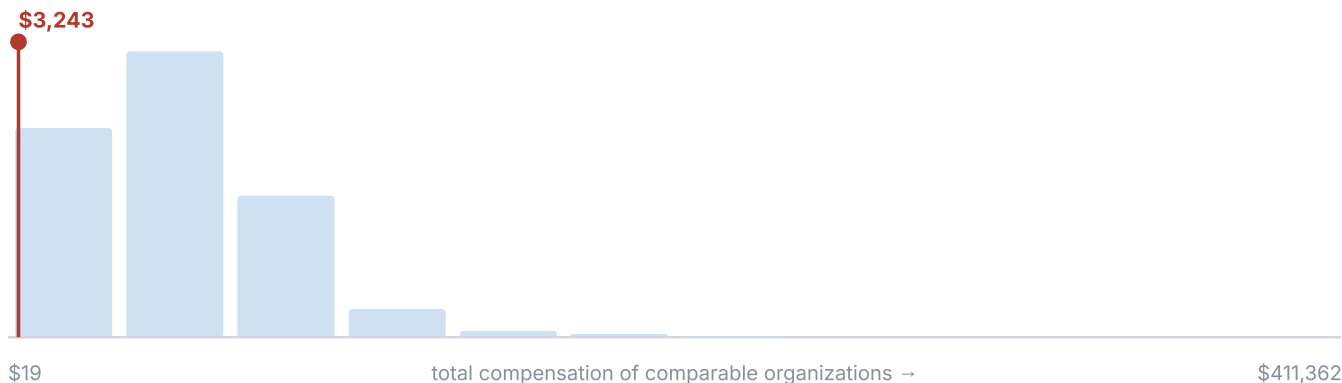 $3,243
$19 total compensation of comparable organizations → $411,362